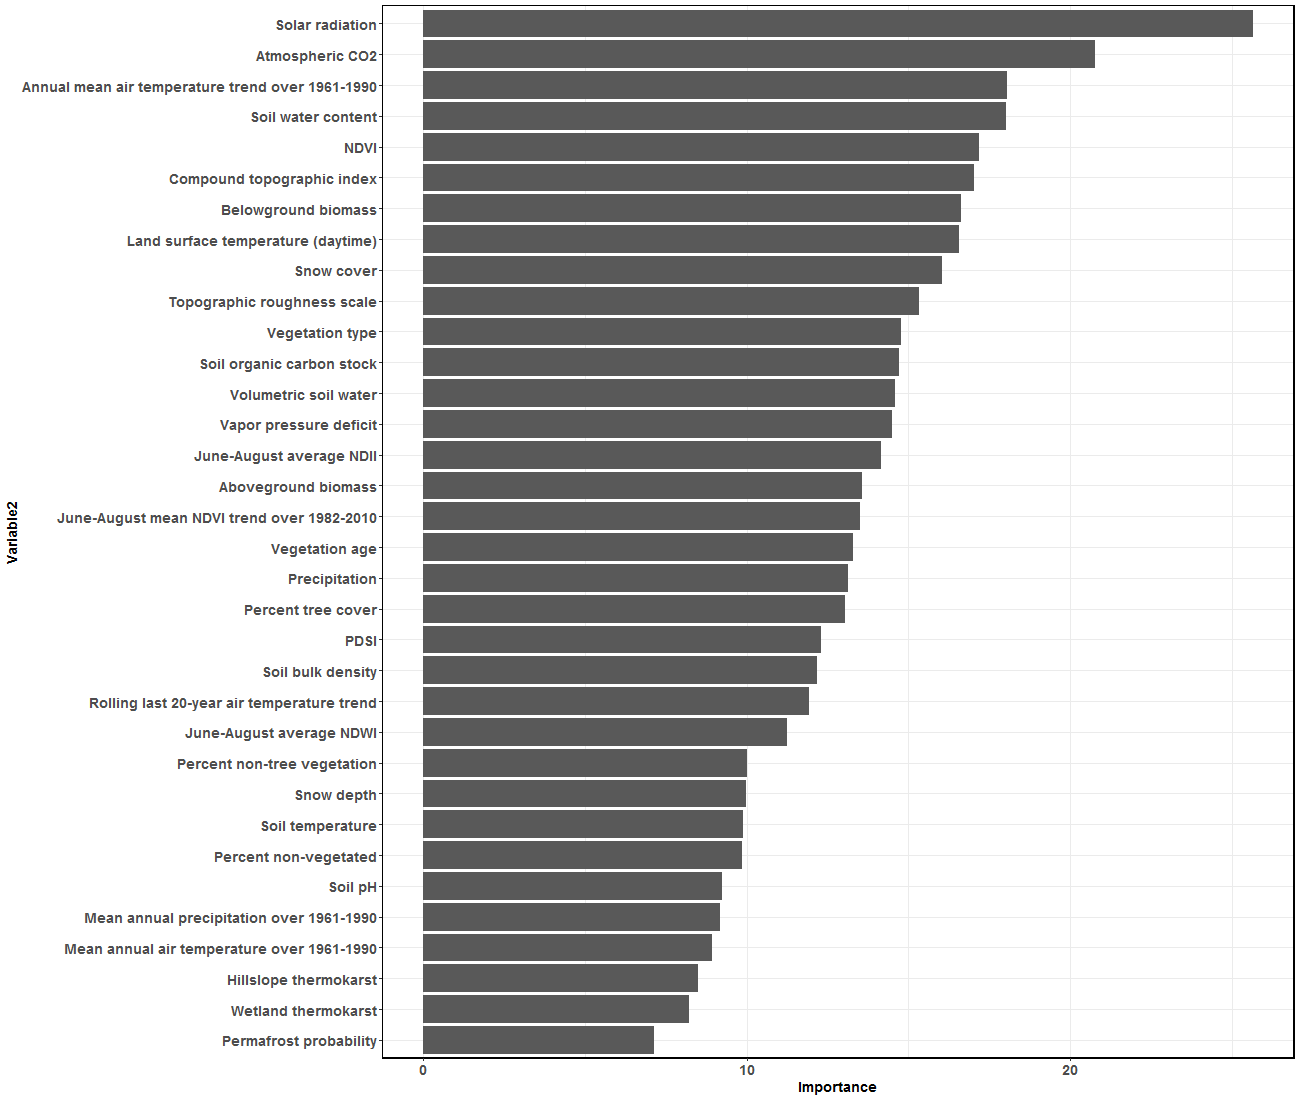 Solar radiation
Atmospheric CO2
Annual mean air temperature trend over 1961-1990
Soil water content
NDVI
Compound topographic index
Belowground biomass
Land surface temperature (daytime)
Snow cover
Topographic roughness scale
Vegetation type
Soil organic carbon stock
Volumetric soil water
Vapor pressure deficit
June-August average NDII
Aboveground biomass
June-August mean NDVI trend over 1982-2010
Vegetation age
Precipitation
Percent tree cover
PDSI
Soil bulk density
Rolling last 20-year air temperature trend
June-August average NDWI
Percent non-tree vegetation
Snow depth
Soil temperature
Percent non-vegetated
Soil pH
Mean annual precipitation over 1961-1990
Mean annual air temperature over 1961-1990
Hillslope thermokarst
Wetland thermokarst
Permafrost probability
Variable2
0 10 20
Importance